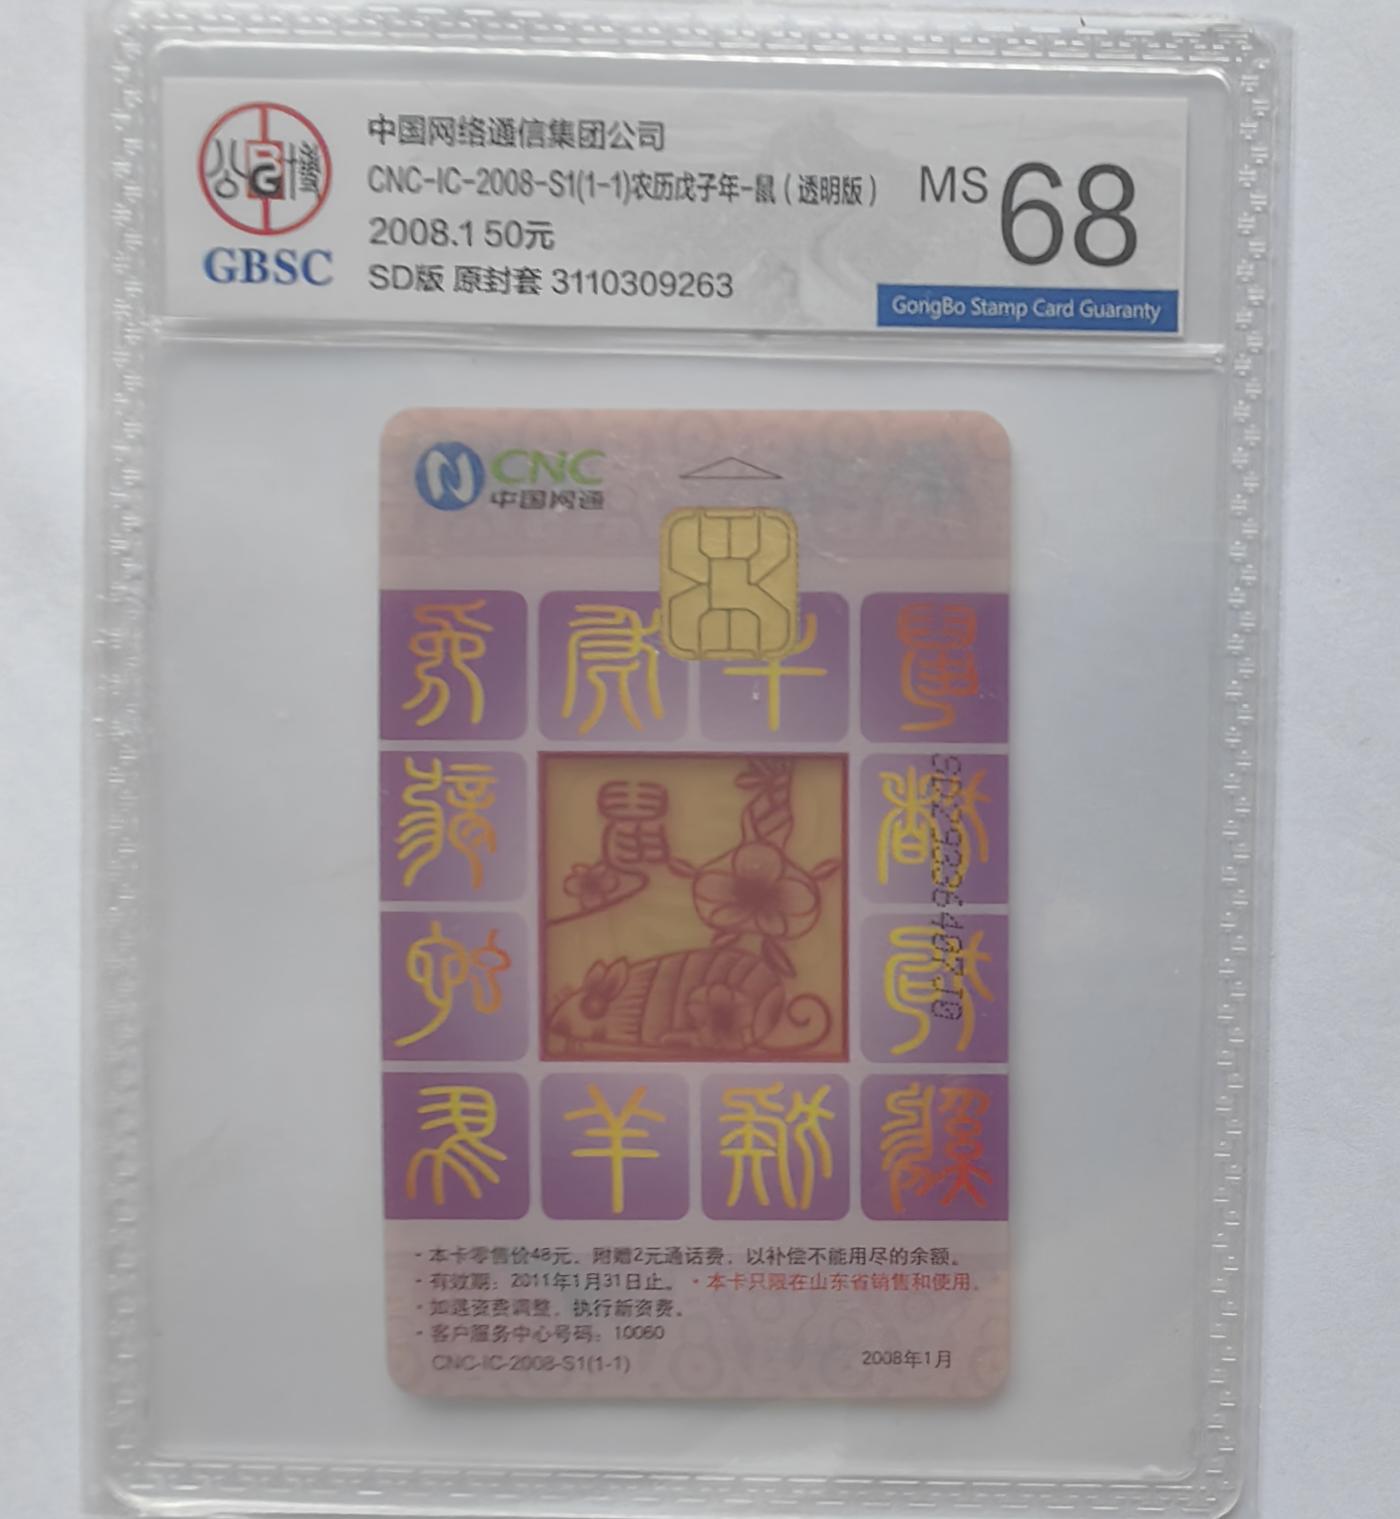 中国网络通信集团公司
CNC-IC-2008-S1(1-1)农历戊子年-鼠（透明版）
MS 68
2008.1 50元
SD版 原封套 3110309263
GBSC
GongBo Stamp Card Guaranty
CNC
中国网通
鼠
羊
· 本卡零售价48元，附赠2元通话费，以补偿不能用尽的余额。
· 有效期：2011年1月31日止。 · 本卡只限在山东省销售和使用。
· 如遇资费调整，执行新资费。
· 客户服务中心号码：10060
CNC-IC-2008-S1(1-1)
2008年1月